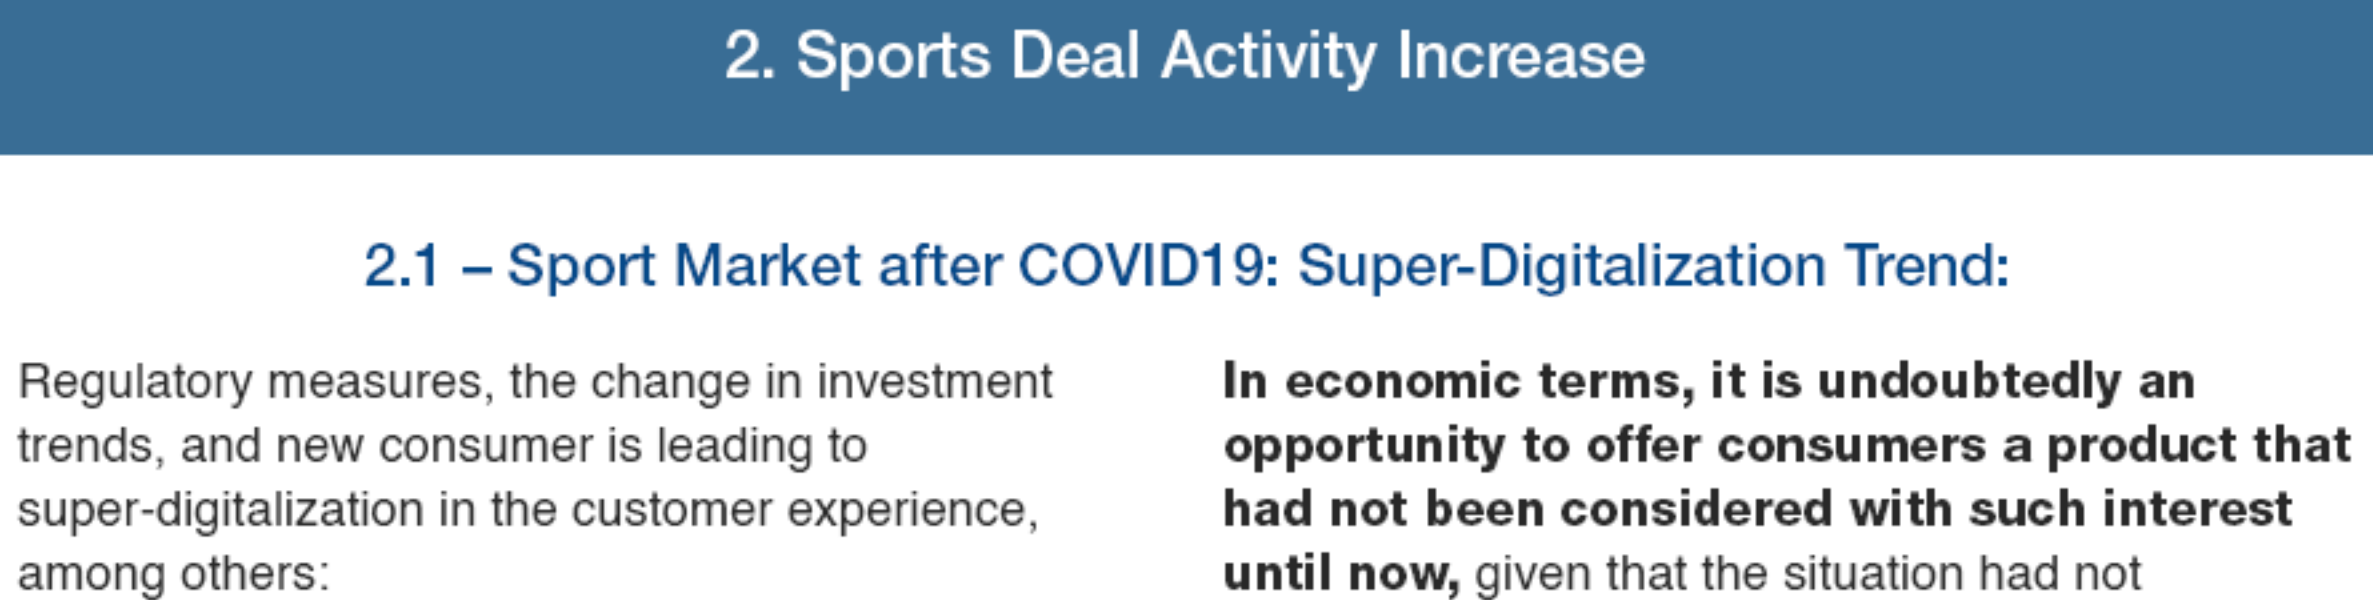 2. Sports Deal Activity Increase
2.1 – Sport Market after COVID19: Super-Digitalization Trend:
Regulatory measures, the change in investment
trends, and new consumer is leading to
super-digitalization in the customer experience,
among others:
In economic terms, it is undoubtedly an
opportunity to offer consumers a product that
had not been considered with such interest
until now, given that the situation had not